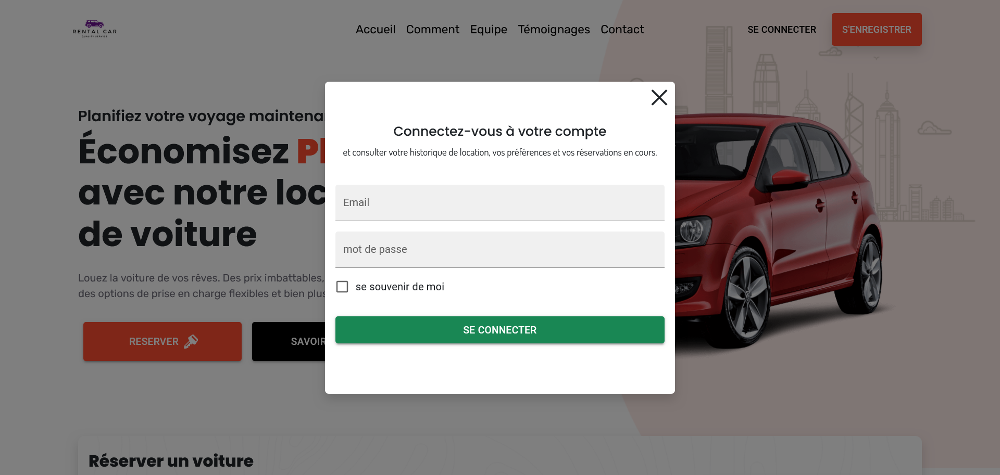 RENTAL CAR
QUALITY SERVICE
Accueil Comment Equipe Témoignages Contact
SE CONNECTER
S'ENREGISTRER
Planifiez votre voyage
Économisez
avec notre
de voiture
Louez la voiture de vos rêves. Des prix imbattables,
des options de prise en charge flexibles et bien plus
RESERVER
SAVOIR
Connectez-vous à votre compte
et consulter votre historique de location, vos préférences et vos réservations en cours.
Email
mot de passe
se souvenir de moi
SE CONNECTER
Réserver un voiture